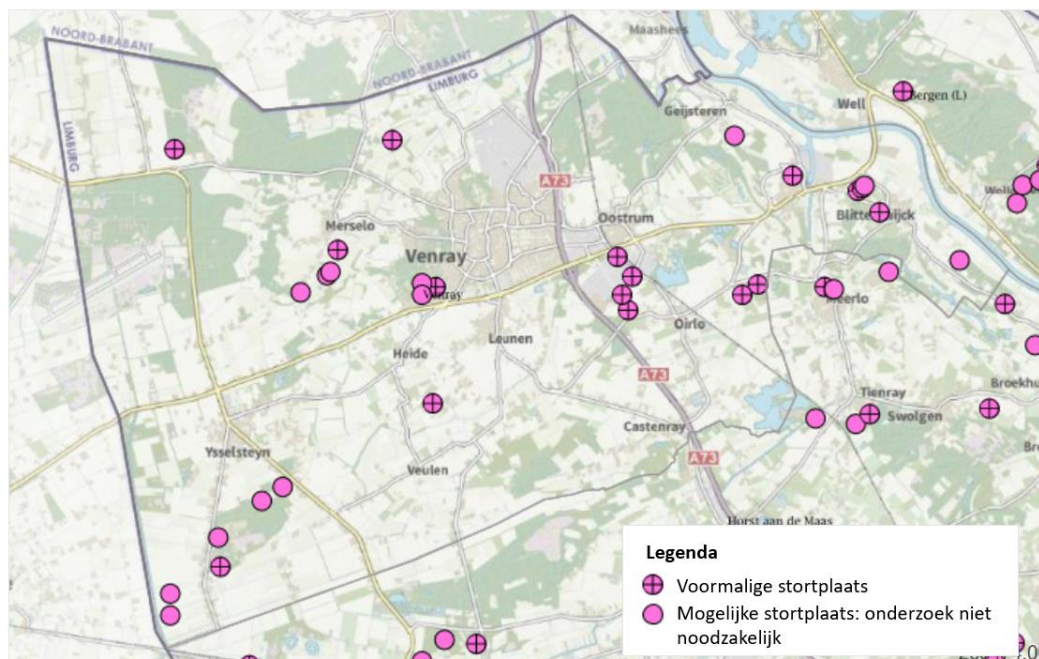 NOORD-BRABANT
NOORD-BRABANT
LIMBURG
LIMBURG
Maashees
Geijsteren
Well
Bergen (L)
A73
Merselo
Oostrum
Venray
Venray
Meerlo
Oirlo
Leunen
Heide
A73
Tienray
Swolgen
Castenray
Ysselsteyn
Veulen
A73
Horst aan de Maas
Legenda
Voormalige stortplaats
Mogelijke stortplaats: onderzoek niet
noodzakelijk